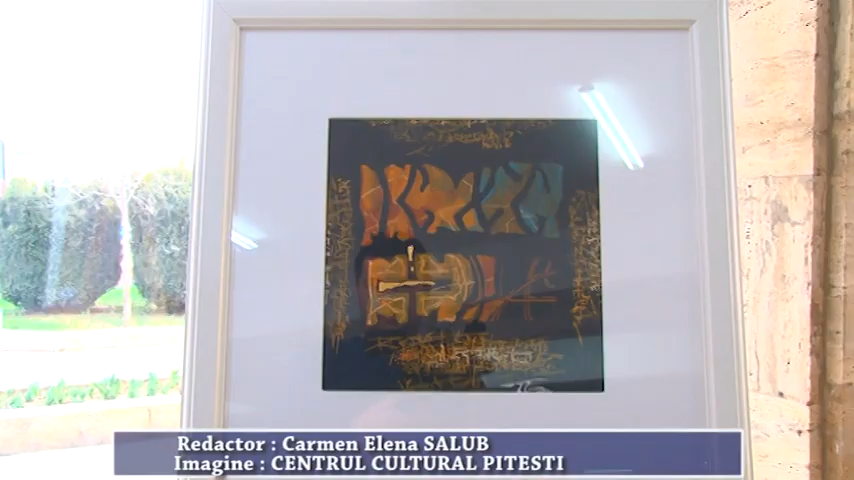 Redactor : Carmen Elena SALUB
Imagine : CENTRUL CULTURAL PITESTI